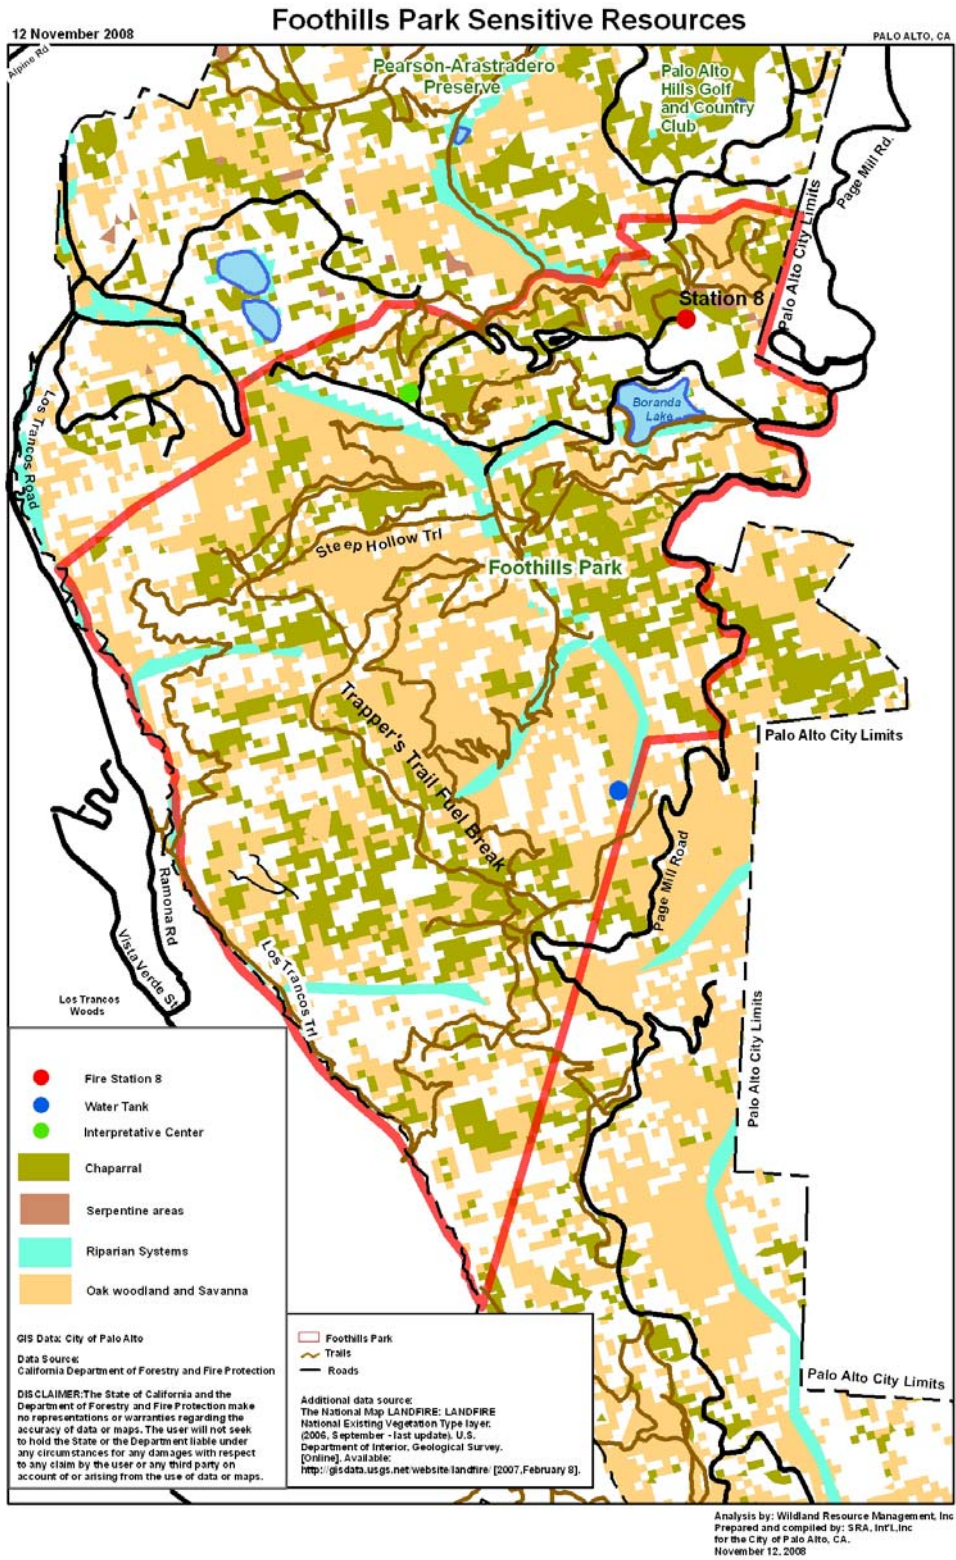 Foothills Park Sensitive Resources
12 November 2008
PALO ALTO, CA
Alpine Rd
Pearson-Arastradero
Preserve
Palo Alto
Hills Golf
and Country
Club
Page Mill Rd.
Palo Alto City Limits
Station 8
Boranda
Lake
Los Trancos Road
Steep Hollow Trl
Foothills Park
Trapper's Trail Fuel Break
Palo Alto City Limits
Page Mill Road
Ramona Rd
Vista Verde St
Los Trancos Trl
Los Trancos
Woods
Palo Alto City Limits
Palo Alto City Limits
Fire Station 8
Water Tank
Interpretative Center
Chaparral
Serpentine areas
Riparian Systems
Oak woodland and Savanna
GIS Data: City of Palo Alto
Data Source:
California Department of Forestry and Fire Protection
DISCLAIMER:The State of California and the
Department of Forestry and Fire Protection make
no representations or warranties regarding the
accuracy of data or maps. The user will not seek
to hold the State or the Department liable under
any circumstances for any damages with respect
to any claim by the user or any third party on
account of or arising from the use of data or maps.
Foothills Park
Trails
Roads
Additional data source:
The National Map LANDFIRE: LANDFIRE
National Existing Vegetation Type layer.
(2006, September - last update). U.S.
Department of Interior, Geological Survey.
[Online]. Available:
http://gisdata.usgs.net/website/landfire/ [2007,February 8].
Analysis by: Wildland Resource Management, Inc
Prepared and compiled by: SRA, Int'l.,Inc
for the City of Palo Alto, CA.
November 12, 2008